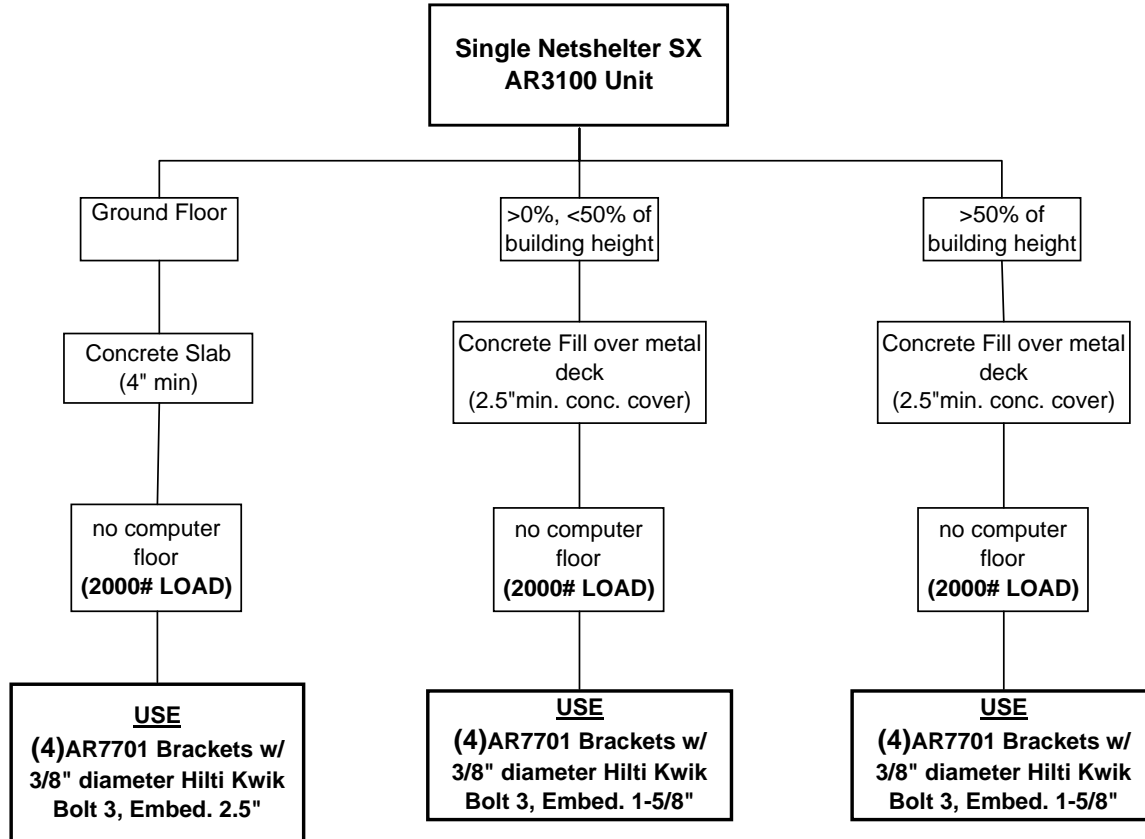 Single Netshelter SX
AR3100 Unit
Ground Floor
>0%, <50% of
building height
>50% of
building height
Concrete Slab
(4" min)
Concrete Fill over metal
deck
(2.5"min. conc. cover)
Concrete Fill over metal
deck
(2.5"min. conc. cover)
no computer
floor
(2000# LOAD)
no computer
floor
(2000# LOAD)
no computer
floor
(2000# LOAD)
USE
(4)AR7701 Brackets w/
3/8" diameter Hilti Kwik
Bolt 3, Embed. 2.5"
USE
(4)AR7701 Brackets w/
3/8" diameter Hilti Kwik
Bolt 3, Embed. 1-5/8"
USE
(4)AR7701 Brackets w/
3/8" diameter Hilti Kwik
Bolt 3, Embed. 1-5/8"